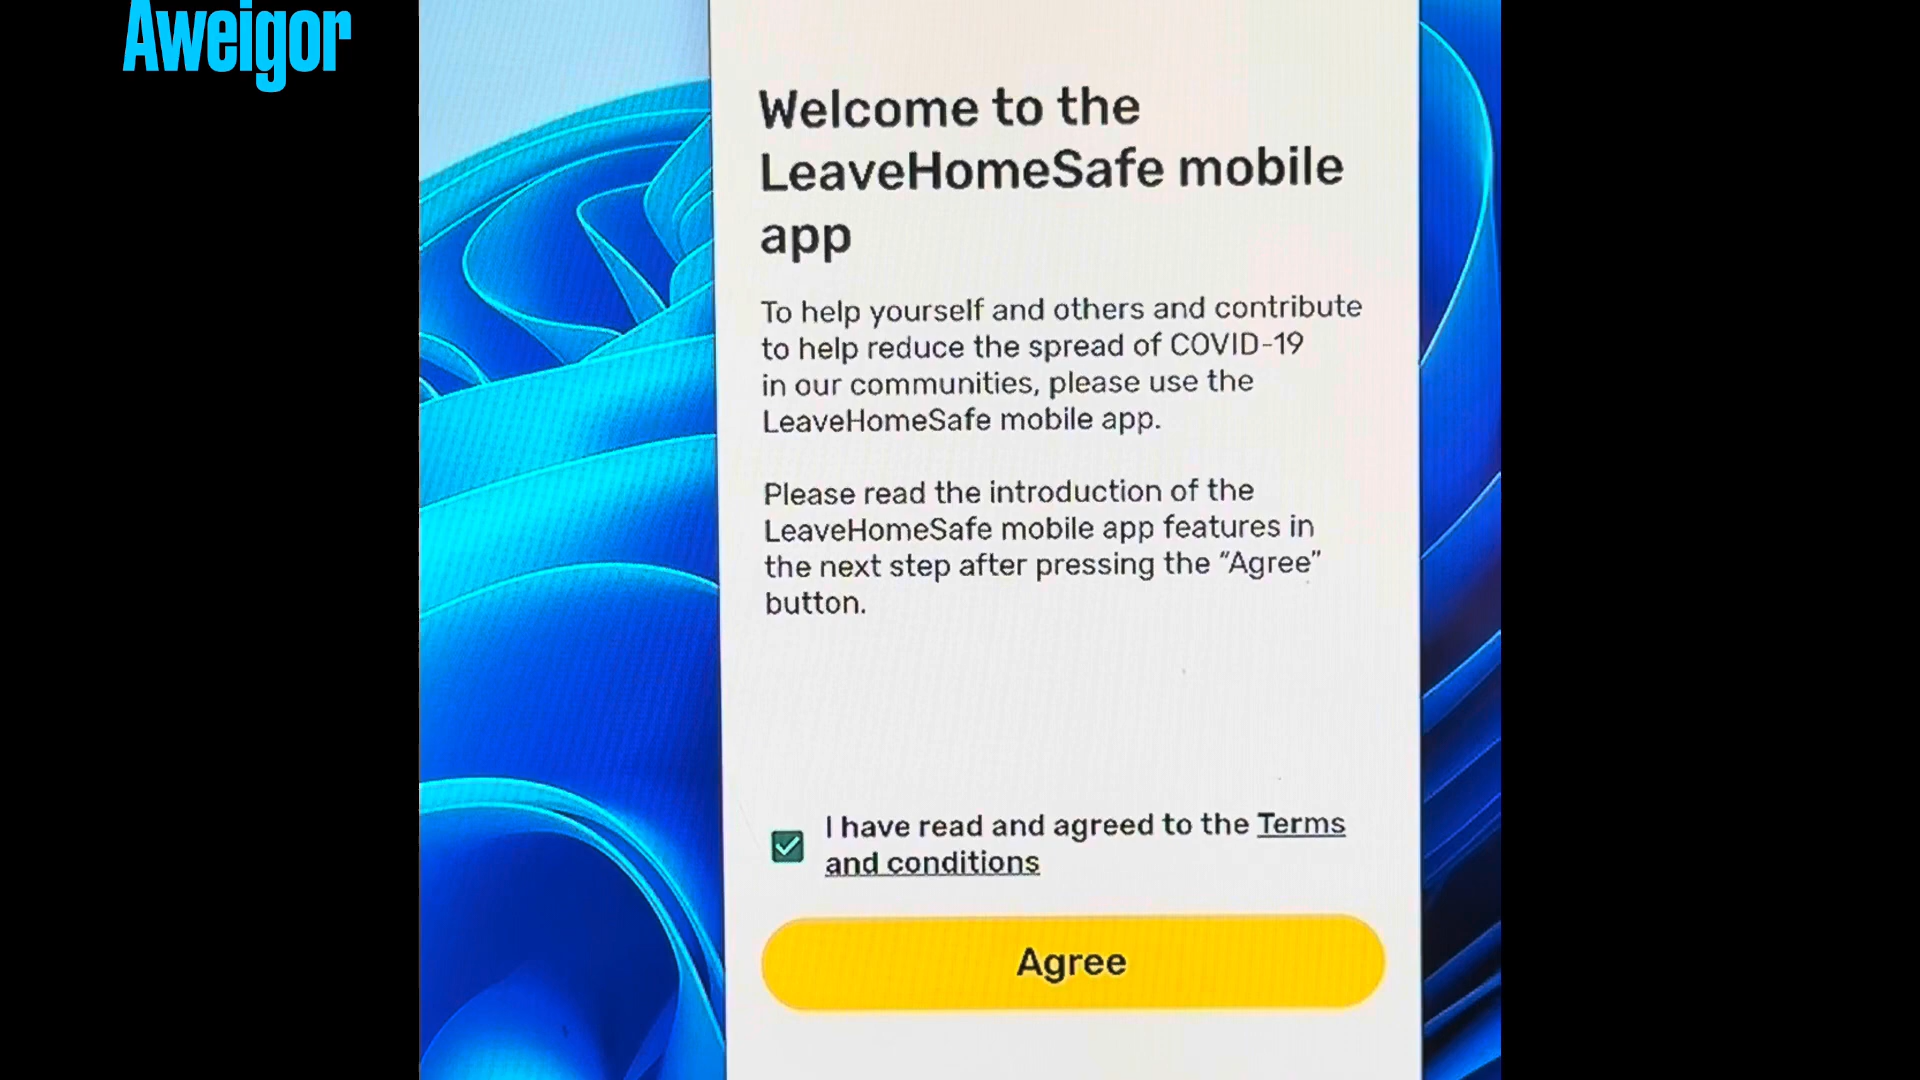 Aweigor
Welcome to the
LeaveHomeSafe mobile
app
To help yourself and others and contribute
to help reduce the spread of COVID-19
in our communities, please use the
LeaveHomeSafe mobile app.
Please read the introduction of the
LeaveHomeSafe mobile app features in
the next step after pressing the “Agree”
button.
I have read and agreed to the Terms
and conditions
Agree